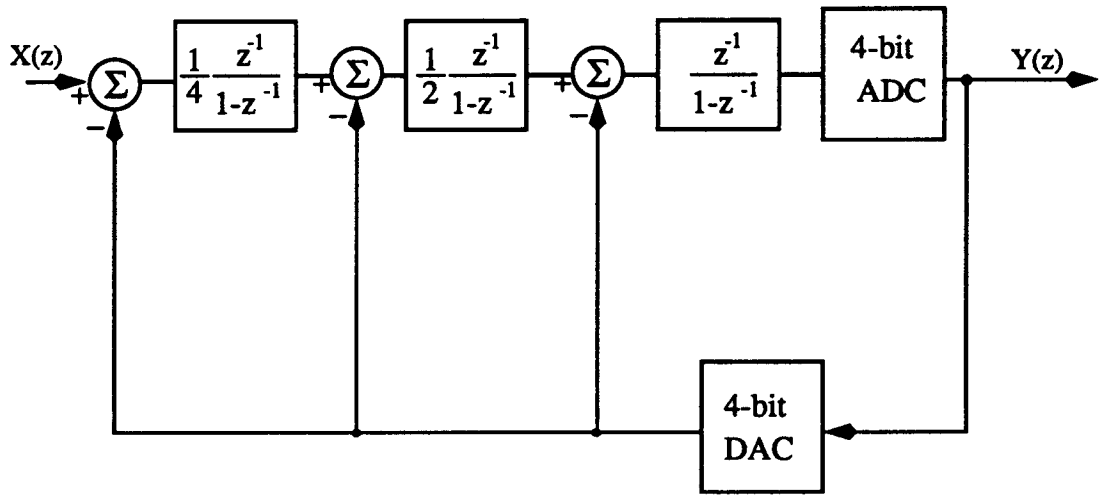 X(z)
+
−
Σ
1
4
z⁻¹
1-z⁻¹
+
−
Σ
1
2
z⁻¹
1-z⁻¹
+
−
Σ
z⁻¹
1-z⁻¹
4-bit
ADC
Y(z)
4-bit
DAC